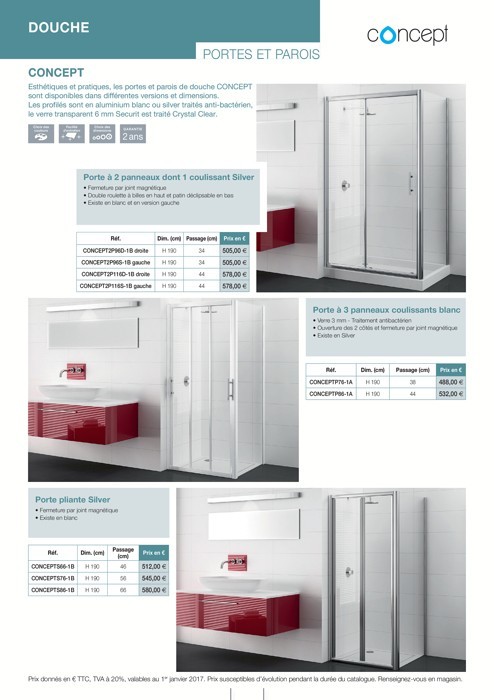 DOUCHE
concept
PORTES ET PAROIS
CONCEPT
Esthétiques et pratiques, les portes et parois de douche CONCEPT
sont disponibles dans différentes versions et dimensions.
Les profilés sont en aluminium blanc ou silver traités anti-bactérien,
le verre transparent 6 mm Securit est traité Crystal Clear.
GARANTIE
2 ans
Porte à 2 panneaux dont 1 coulissant Silver
• Fermeture par joint magnétique
• Double roulette à billes en haut et patin déclipsable en bas
• Existe en blanc et en version gauche
Réf. Dim. (cm) Passage (cm) Prix en €
CONCEPT2P96D-1B droite H 190 34 505,00 €
CONCEPT2P96S-1B gauche H 190 34 505,00 €
CONCEPT2P116D-1B droite H 190 44 578,00 €
CONCEPT2P116S-1B gauche H 190 44 578,00 €
Porte à 3 panneaux coulissants blanc
• Verre 3 mm - Traitement antibactérien
• Ouverture des 2 côtés et fermeture par joint magnétique
• Existe en Silver
Réf. Dim. (cm) Passage (cm) Prix en €
CONCEPTP76-1A H 190 38 488,00 €
CONCEPTP86-1A H 190 44 532,00 €
Porte pliante Silver
• Fermeture par joint magnétique
• Existe en blanc
Réf. Dim. (cm) Passage (cm) Prix en €
CONCEPTS66-1B H 190 46 512,00 €
CONCEPTS76-1B H 190 56 545,00 €
CONCEPTS86-1B H 190 66 580,00 €
Prix donnés en € TTC, TVA à 20%, valables au 1er janvier 2017. Prix susceptibles d'évolution pendant la durée du catalogue. Renseignez-vous en magasin.